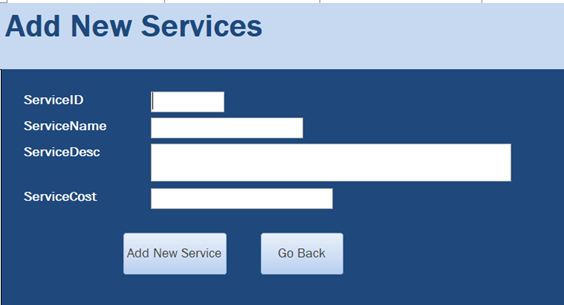 Add New Services
ServiceID
ServiceName
ServiceDesc
ServiceCost
Add New Service Go Back